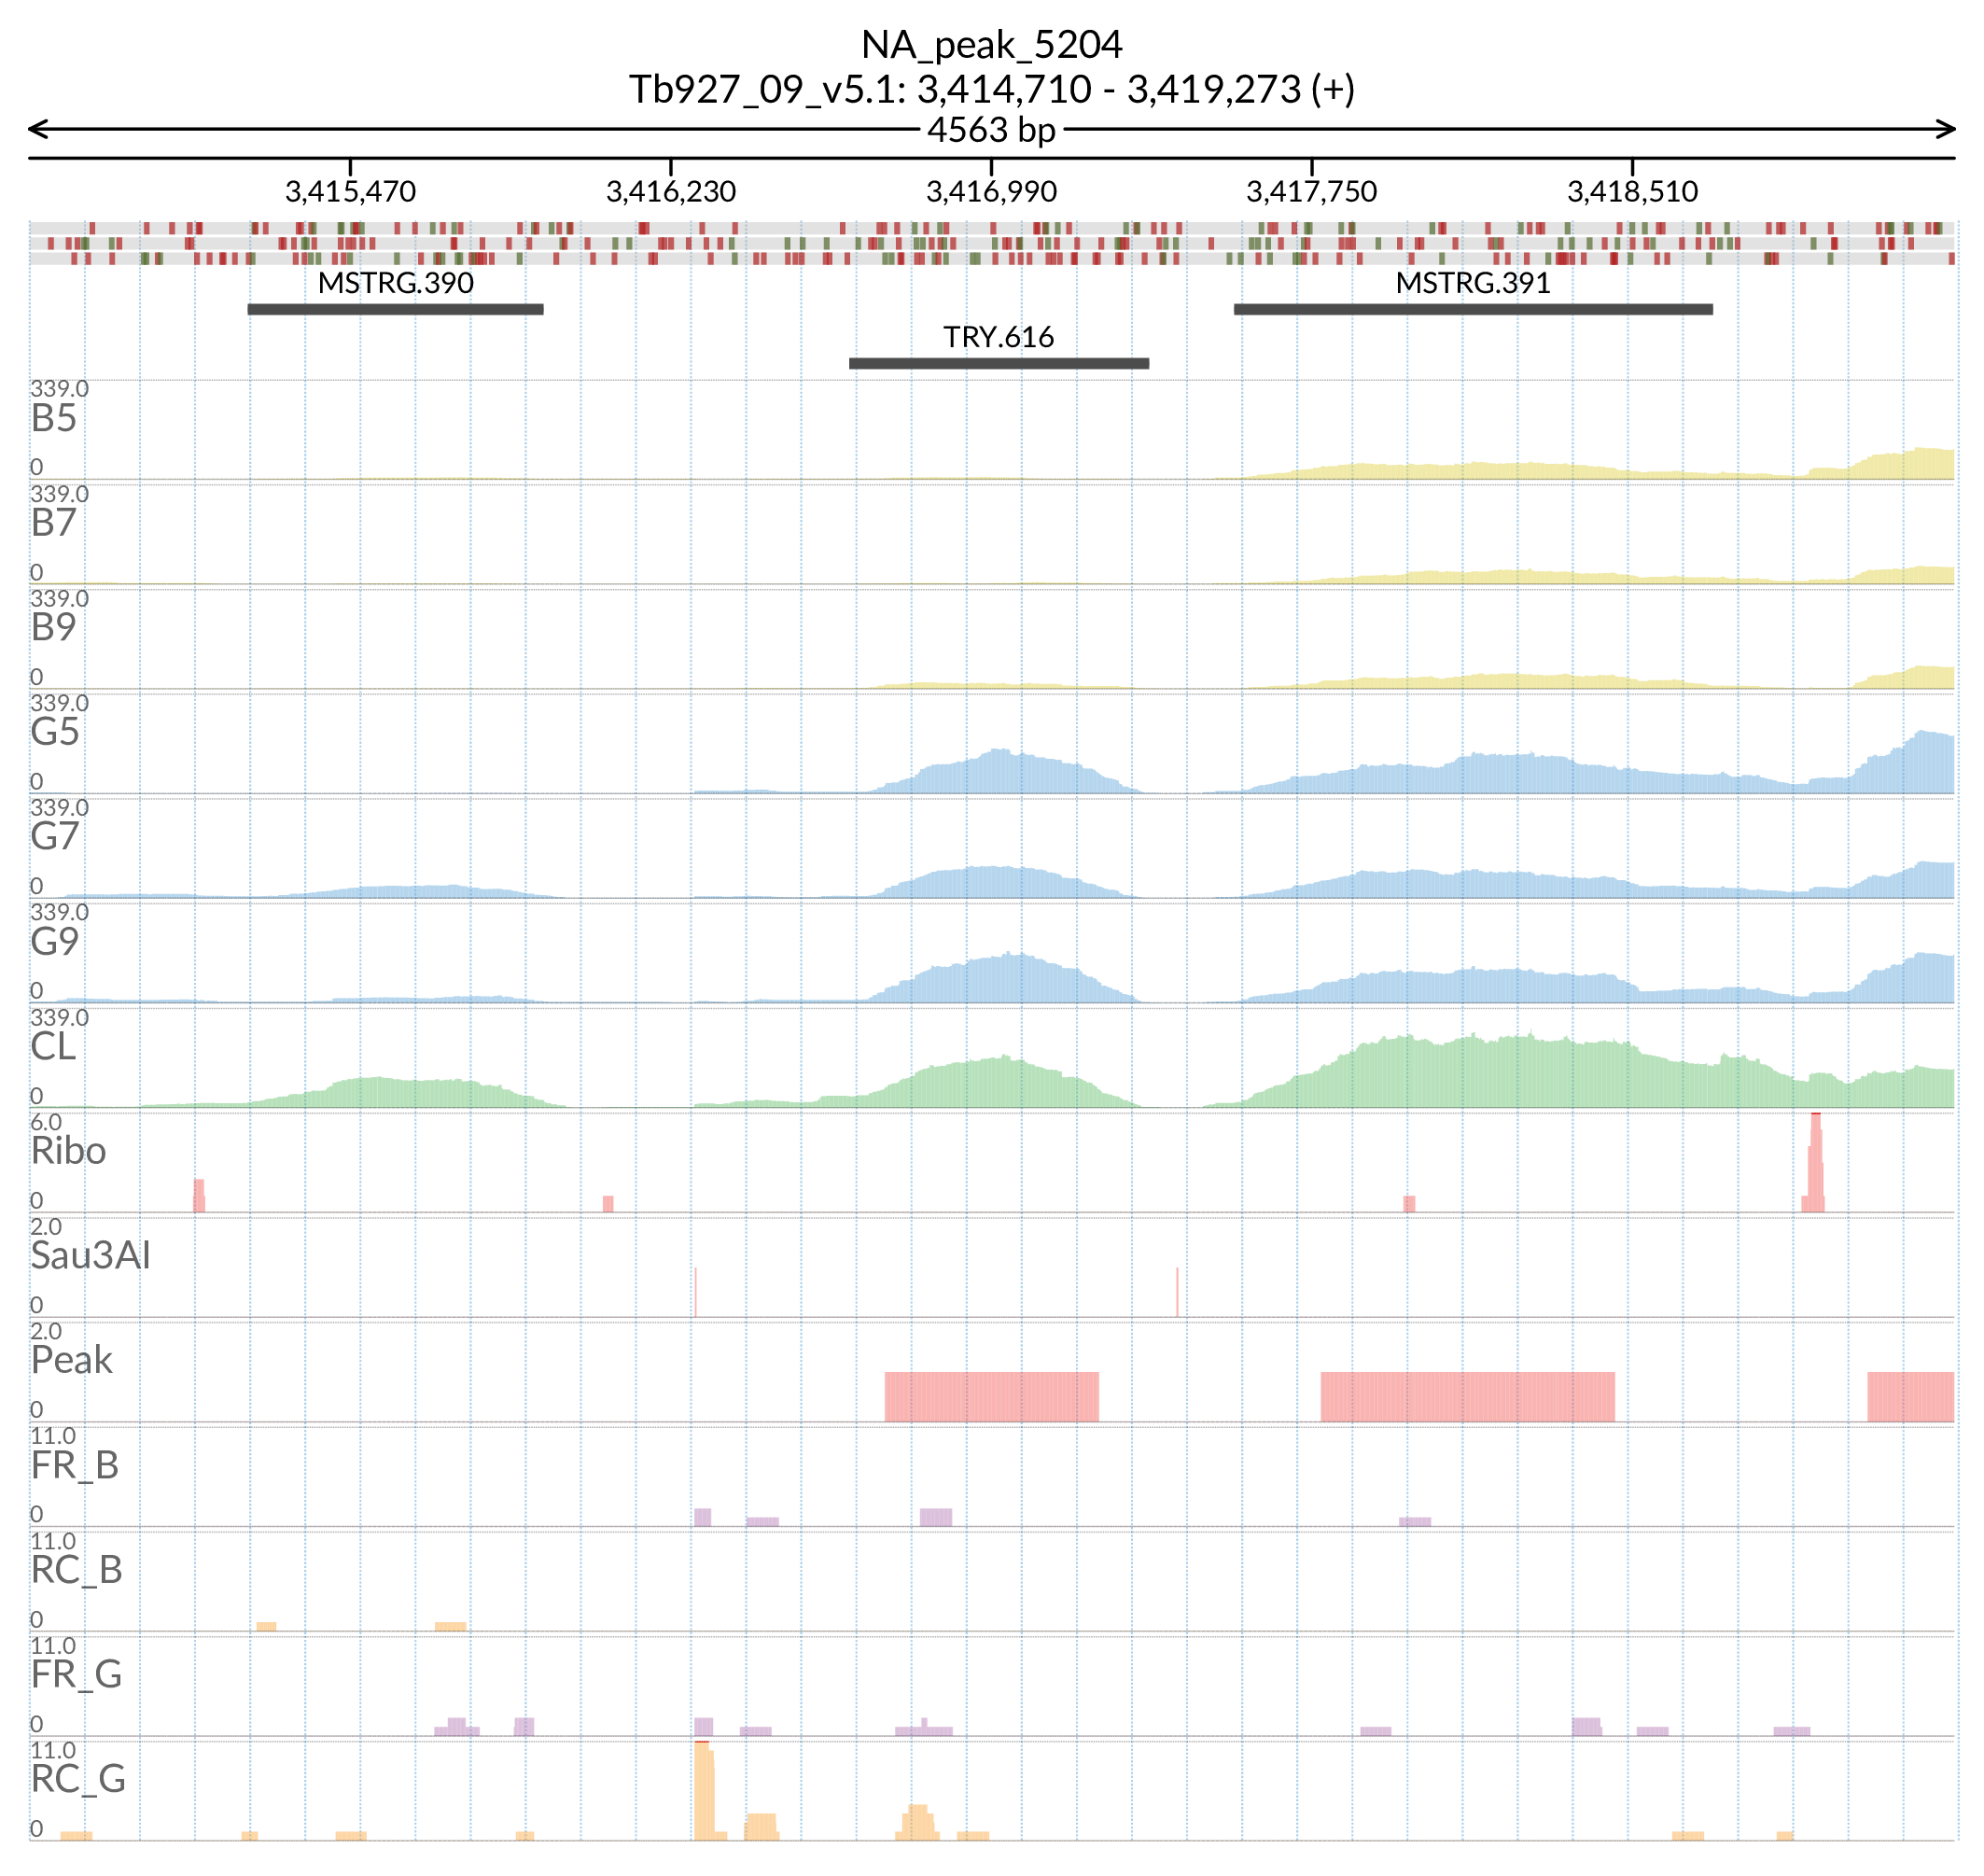 NA_peak_5204
Tb927_09_v5.1: 3,414,710 - 3,419,273 (+)
4563 bp
3,415,470 3,416,230 3,416,990 3,417,750 3,418,510
MSTRG.390 MSTRG.391
TRY.616
339.0
B5
0
339.0
B7
0
339.0
B9
0
339.0
G5
0
339.0
G7
0
339.0
G9
0
339.0
CL
0
6.0
Ribo
0
2.0
Sau3AI
0
2.0
Peak
0
11.0
FR_B
0
11.0
RC_B
0
11.0
FR_G
0
11.0
RC_G
0